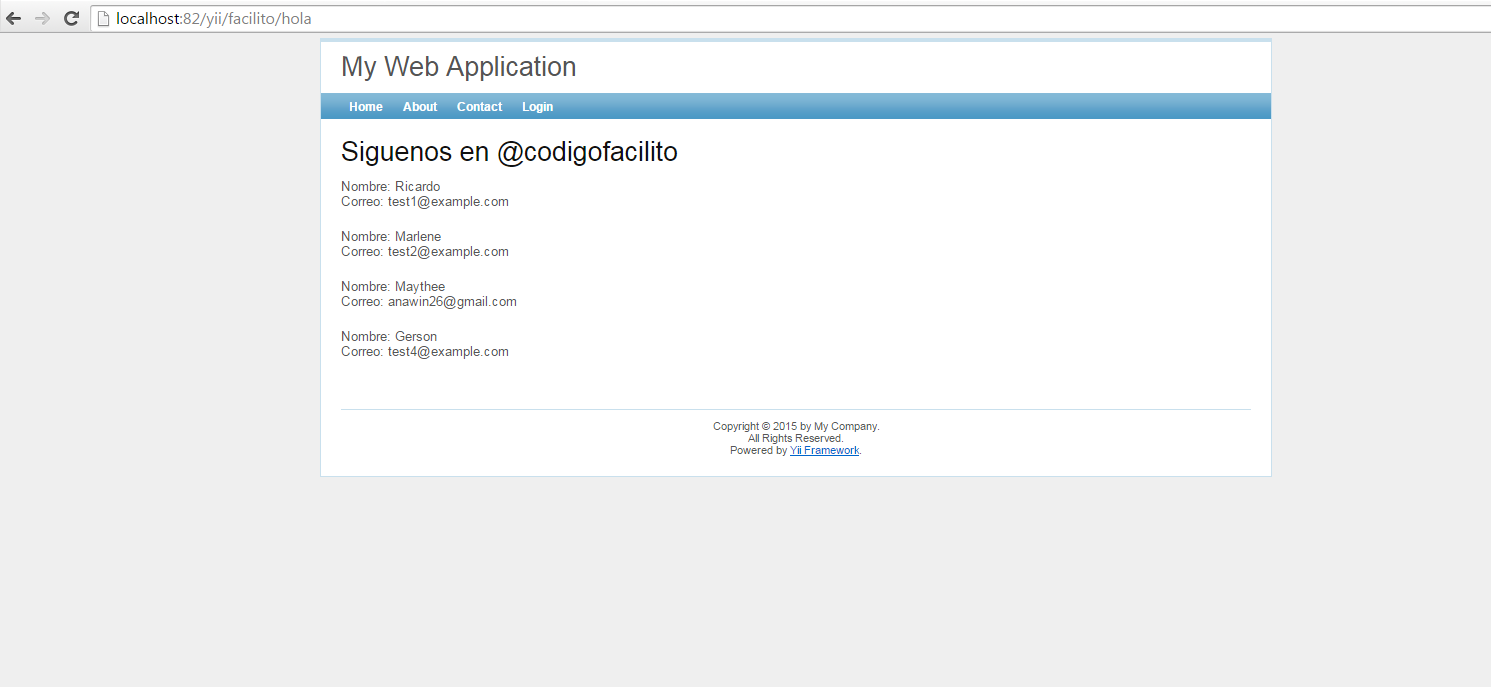 localhost:82/yii/facilito/hola
My Web Application
Home About Contact Login
Siguenos en @codigofacilito
Nombre: Ricardo
Correo: test1@example.com
Nombre: Marlene
Correo: test2@example.com
Nombre: Maythee
Correo: anawin26@gmail.com
Nombre: Gerson
Correo: test4@example.com
Copyright © 2015 by My Company.
All Rights Reserved.
Powered by Yii Framework.